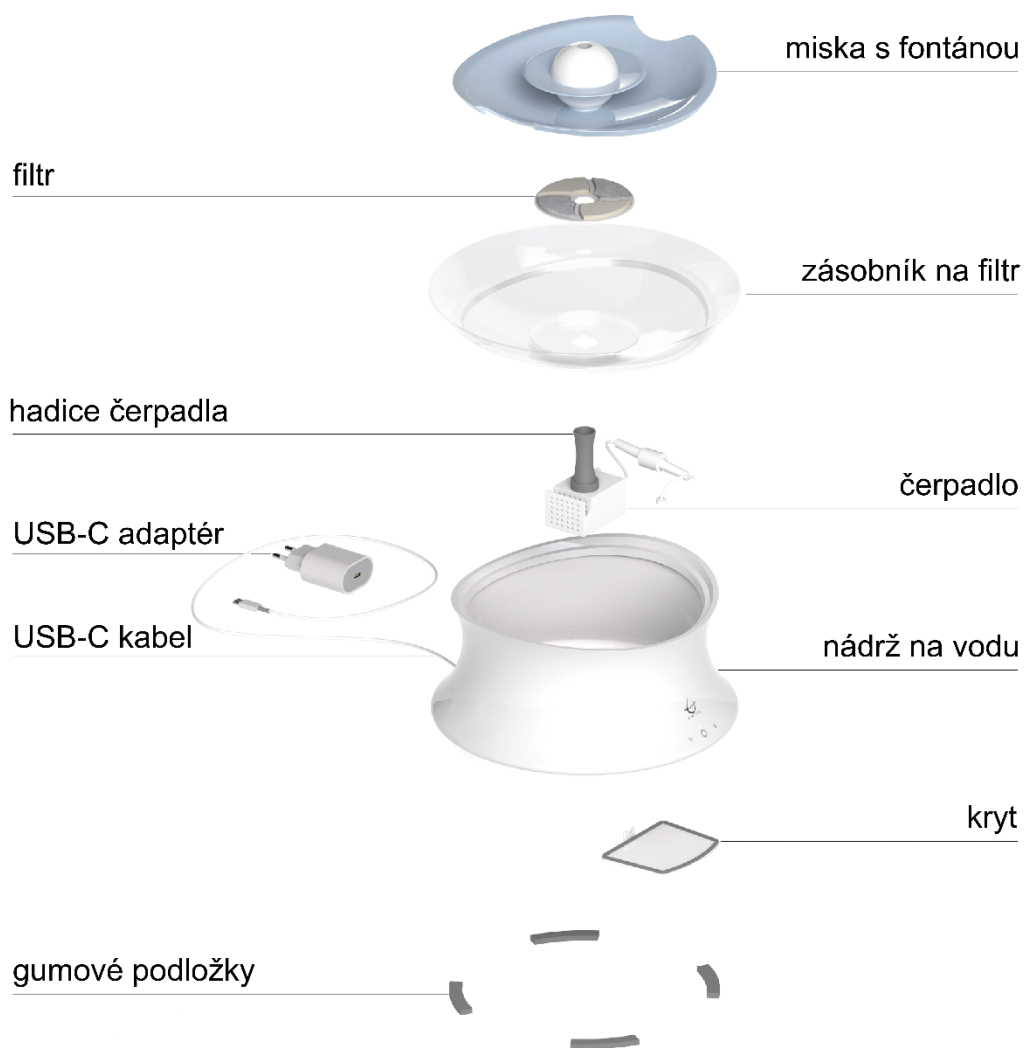 miska s fontánou
filtr
zásobník na filtr
hadice čerpadla
čerpadlo
USB-C adaptér
USB-C kabel
nádrž na vodu
kryt
gumové podložky